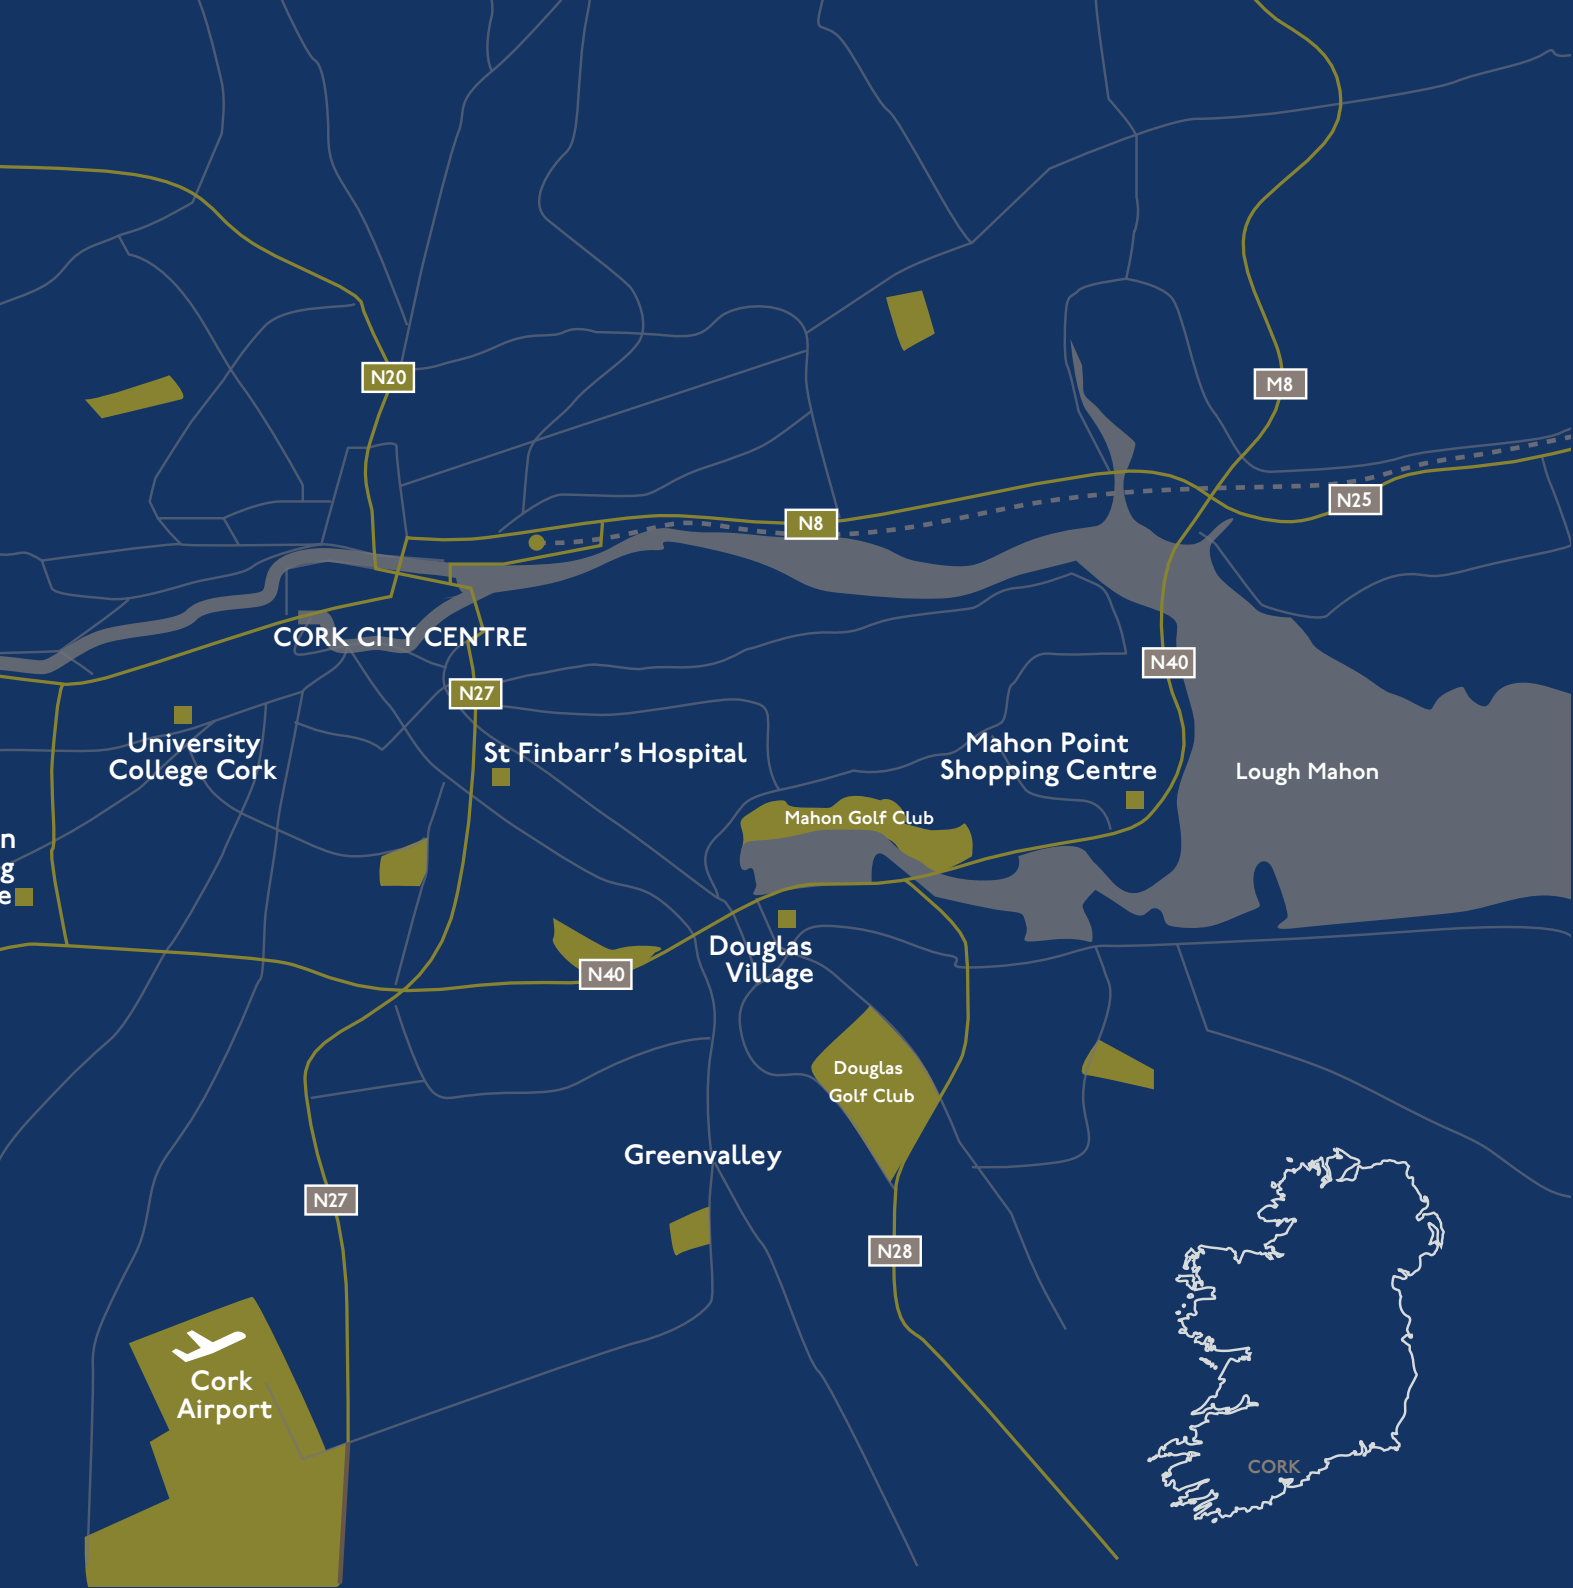 N20
M8
N25
N8
CORK CITY CENTRE
N40
N27
University
College Cork
St Finbarr's Hospital
Mahon Point
Shopping Centre
Lough Mahon
Mahon Golf Club
n
g
e
Douglas
Village
N40
Douglas
Golf Club
Greenvalley
N27
N28
Cork
Airport
CORK